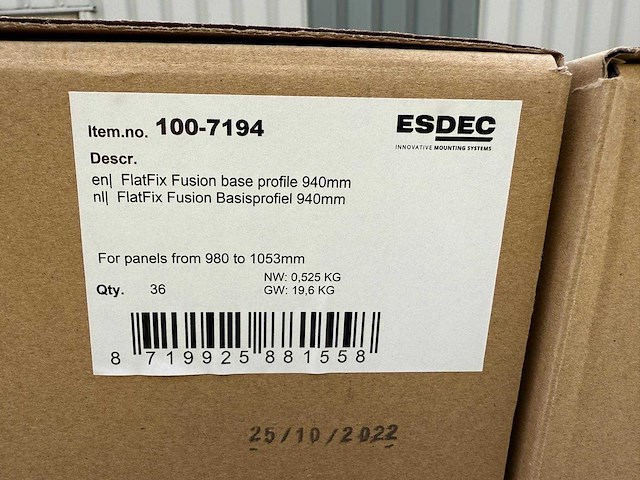 Item.no. 100-7194
ESDEC
INNOVATIVE MOUNTING SYSTEMS
Descr.
en| FlatFix Fusion base profile 940mm
nl| FlatFix Fusion Basisprofiel 940mm
For panels from 980 to 1053mm
NW: 0,525 KG
Qty. 36
GW: 19,6 KG
8 719925 881558
25/10/2022